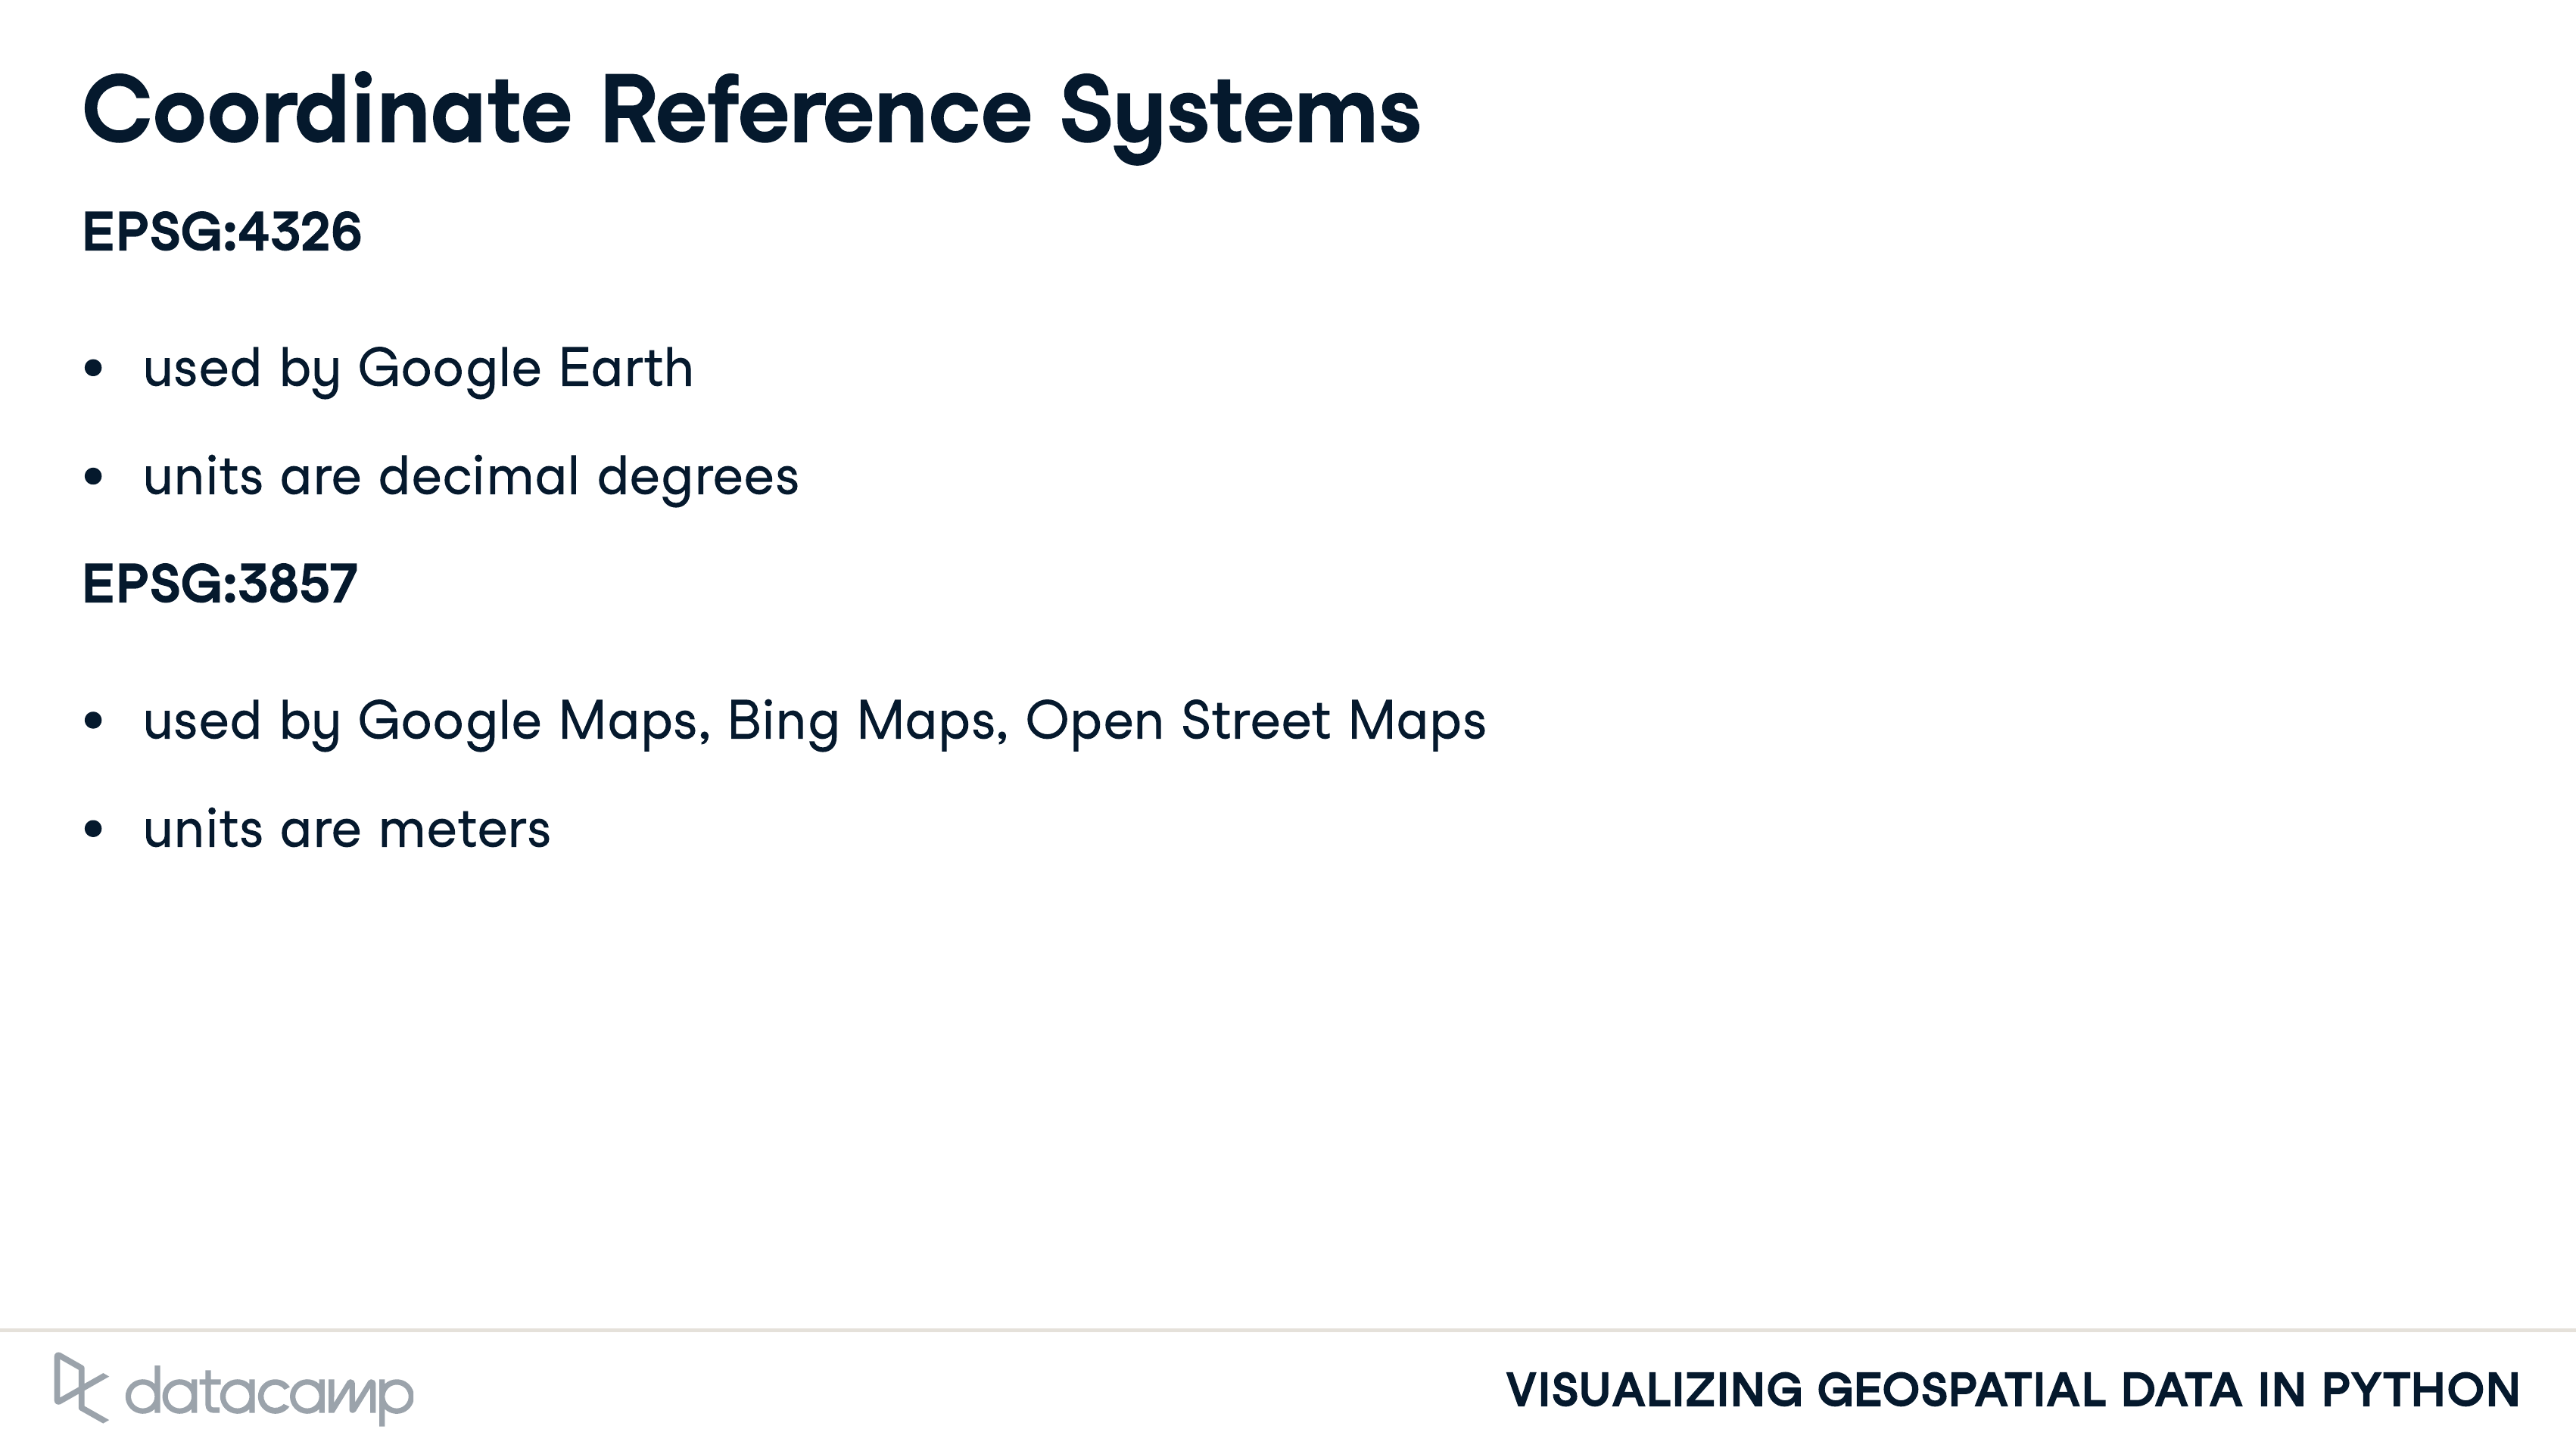 Coordinate Reference Systems
EPSG:4326
• used by Google Earth
• units are decimal degrees
EPSG:3857
• used by Google Maps, Bing Maps, Open Street Maps
• units are meters
datacamp
VISUALIZING GEOSPATIAL DATA IN PYTHON